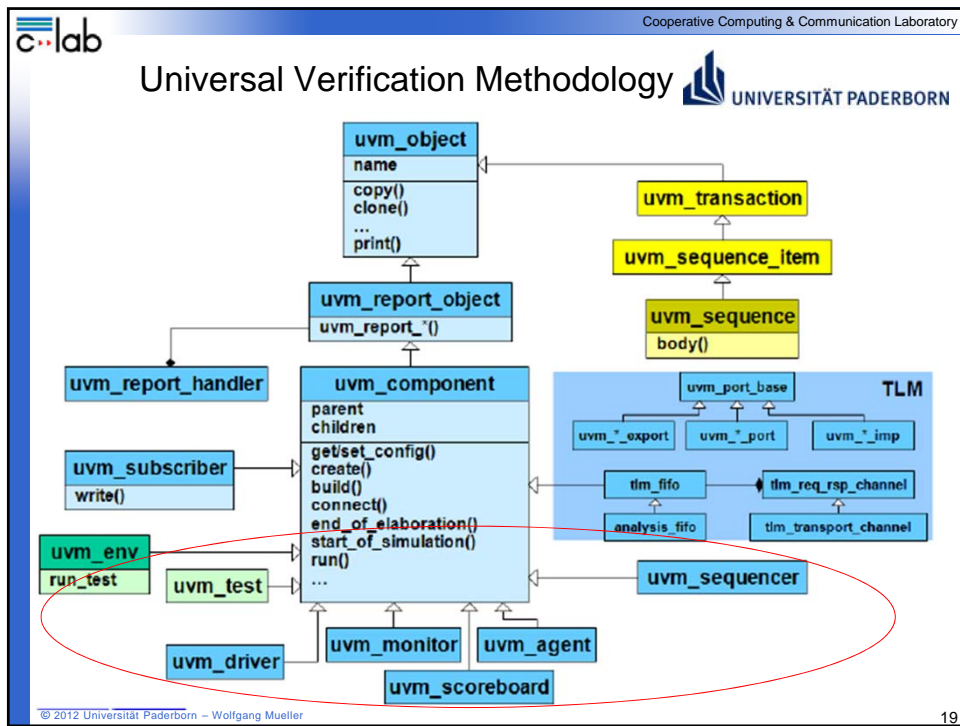 Cooperative Computing & Communication Laboratory
c lab
Universal Verification Methodology
UNIVERSITÄT PADERBORN
uvm_object
name
copy()
clone()
...
print()
uvm_transaction
uvm_sequence_item
uvm_sequence
body()
uvm_report_object
uvm_report_*()
uvm_report_handler
uvm_component
parent
children
get/set_config()
create()
build()
connect()
end_of_elaboration()
start_of_simulation()
run()
...
TLM
uvm_port_base
uvm_*_export
uvm_*_port
uvm_*_imp
tlm_fifo
tlm_req_rsp_channel
analysis_fifo
tlm_transport_channel
uvm_subscriber
write()
uvm_env
run_test
uvm_test
uvm_sequencer
uvm_driver
uvm_monitor
uvm_agent
uvm_scoreboard
© 2012 Universität Paderborn – Wolfgang Mueller
19